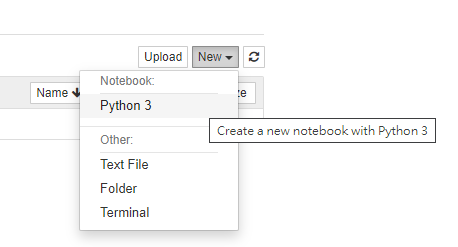 Upload New
Name ze
Notebook:
Python 3
Create a new notebook with Python 3
Other:
Text File
Folder
Terminal